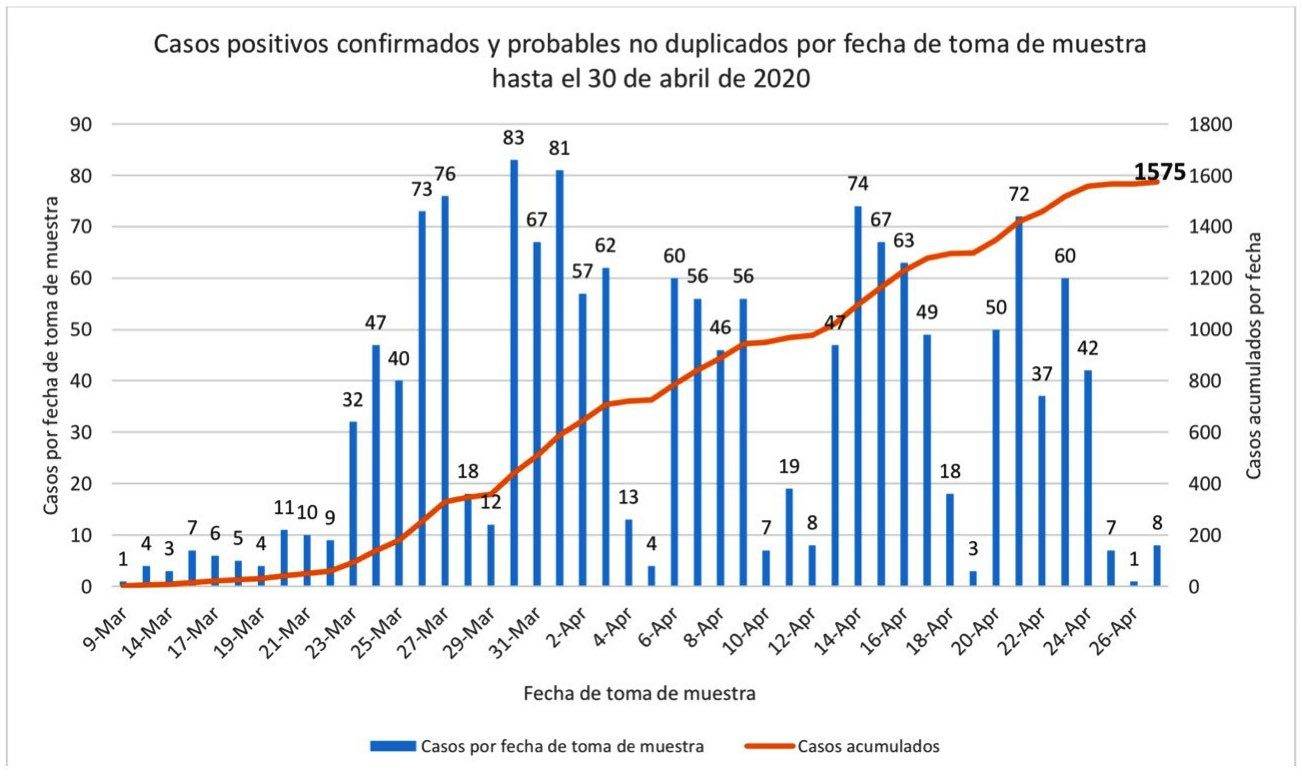 Casos positivos confirmados y probables no duplicados por fecha de toma de muestra
hasta el 30 de abril de 2020
Casos por fecha de toma de muestra
90
80
70
60
50
40
30
20
10
0
1
4
3
7
6
5
4
11
10
9
32
47
40
73
76
18
12
83
67
81
57
62
13
4
60
56
46
56
7
19
8
47
74
67
63
49
18
3
50
72
37
60
42
7
1
8
1575
1800
1600
1400
1200
1000
800
600
400
200
0
Casos acumulados por fecha
9-Mar
14-Mar
17-Mar
19-Mar
21-Mar
23-Mar
25-Mar
27-Mar
29-Mar
31-Mar
2-Apr
4-Apr
6-Apr
8-Apr
10-Apr
12-Apr
14-Apr
16-Apr
18-Apr
20-Apr
22-Apr
24-Apr
26-Apr
Fecha de toma de muestra
Casos por fecha de toma de muestra
Casos acumulados